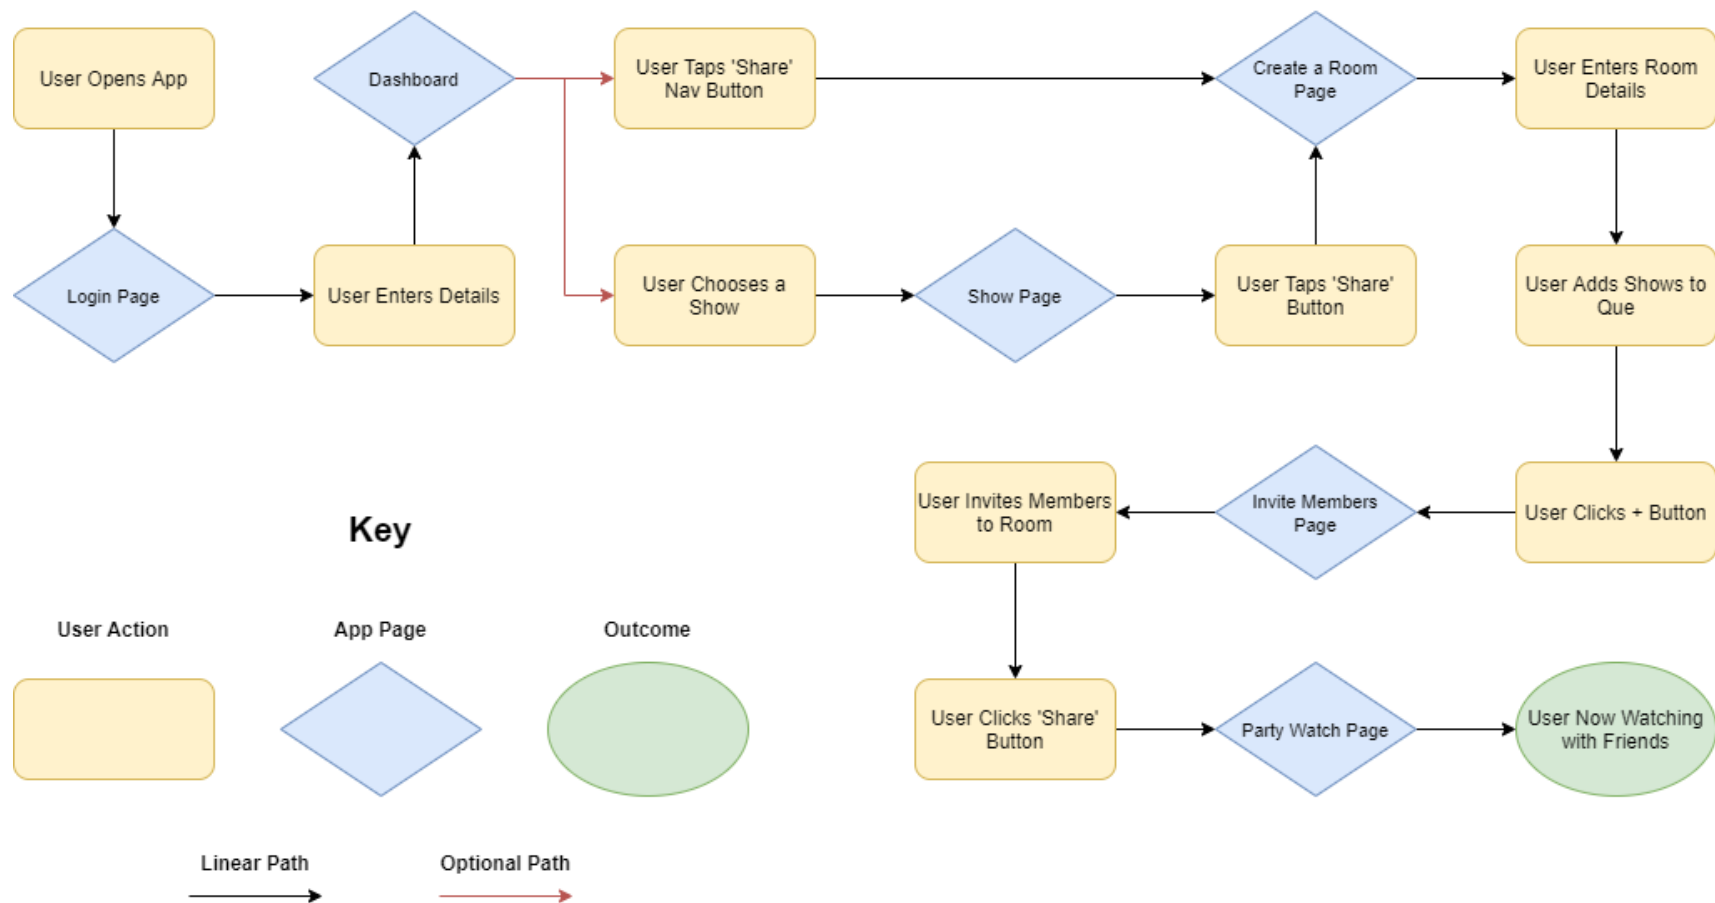 User Opens App
Dashboard
User Taps 'Share'
Nav Button
Create a Room
Page
User Enters Room
Details
Login Page
User Enters Details
User Chooses a
Show
Show Page
User Taps 'Share'
Button
User Adds Shows to
Que
User Invites Members
to Room
Invite Members
Page
User Clicks + Button
Key
User Action
App Page
Outcome
User Clicks 'Share'
Button
Party Watch Page
User Now Watching
with Friends
Linear Path
Optional Path